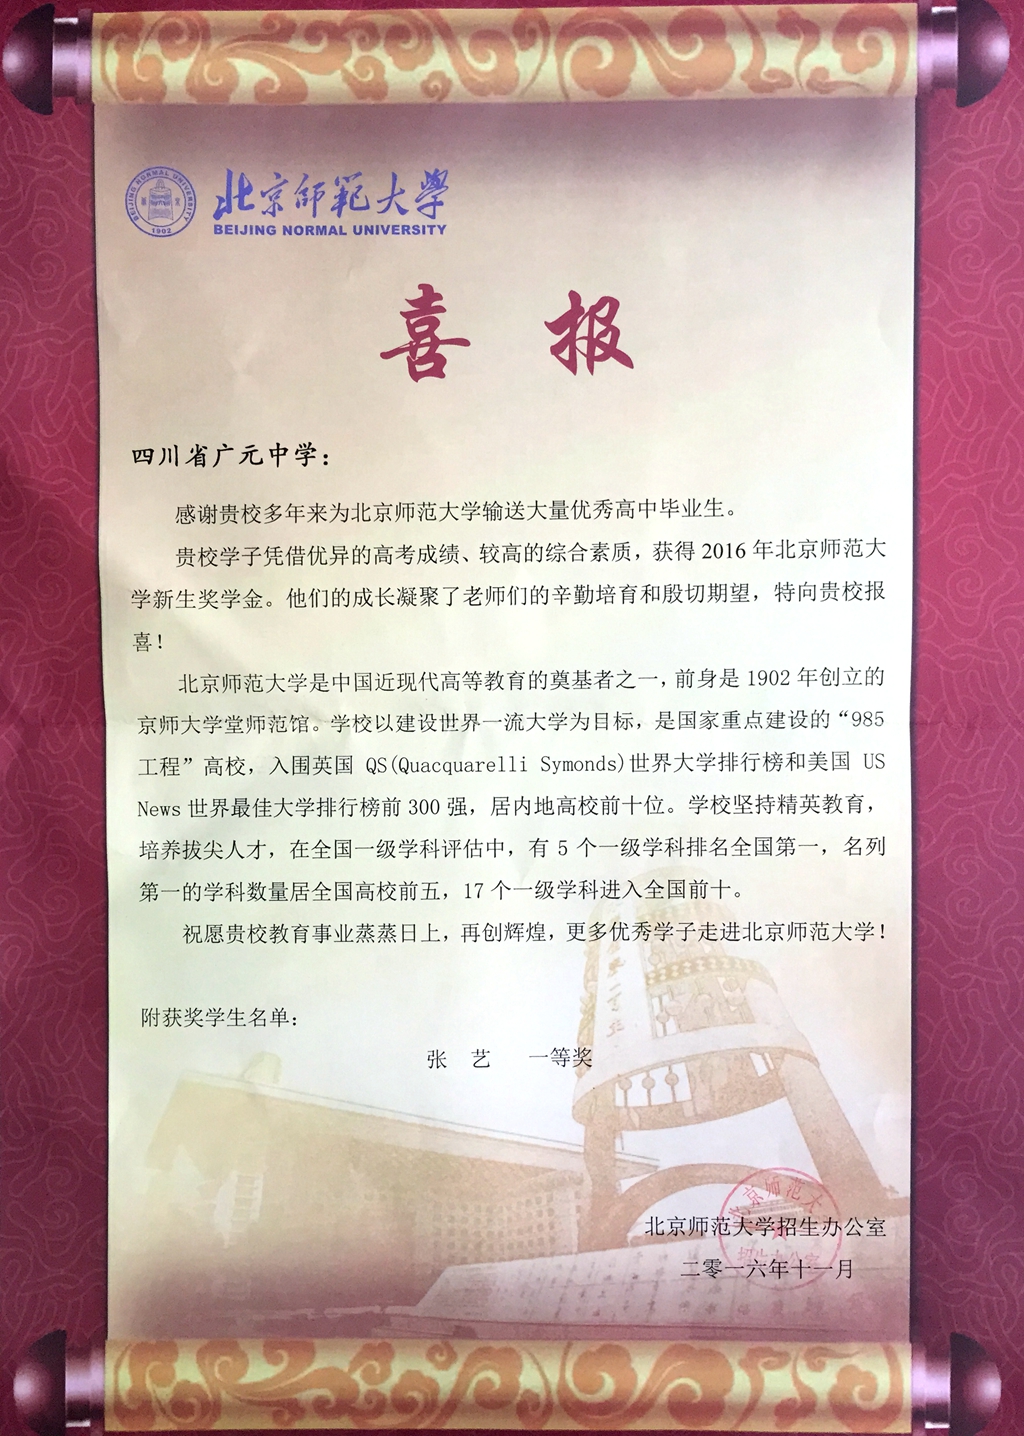 BEIJING NORMAL UNIVERSITY
1902
北京師範大學
BEIJING NORMAL UNIVERSITY
喜 报
四川省广元中学：
感谢贵校多年来为北京师范大学输送大量优秀高中毕业生。
贵校学子凭借优异的高考成绩、较高的综合素质，获得 2016 年北京师范大
学新生奖学金。他们的成长凝聚了老师们的辛勤培育和殷切期望，特向贵校报
喜！
北京师范大学是中国近现代高等教育的奠基者之一，前身是 1902 年创立的
京师大学堂师范馆。学校以建设世界一流大学为目标，是国家重点建设的“985
工程”高校，入围英国 QS(Quacquarelli Symonds)世界大学排行榜和美国 US
News 世界最佳大学排行榜前 300 强，居内地高校前十位。学校坚持精英教育，
培养拔尖人才，在全国一级学科评估中，有 5 个一级学科排名全国第一，名列
第一的学科数量居全国高校前五，17 个一级学科进入全国前十。
祝愿贵校教育事业蒸蒸日上，再创辉煌，更多优秀学子走进北京师范大学！
附获奖学生名单：
张 艺 一等奖
北京师范大学招生办公室
二零一六年十一月